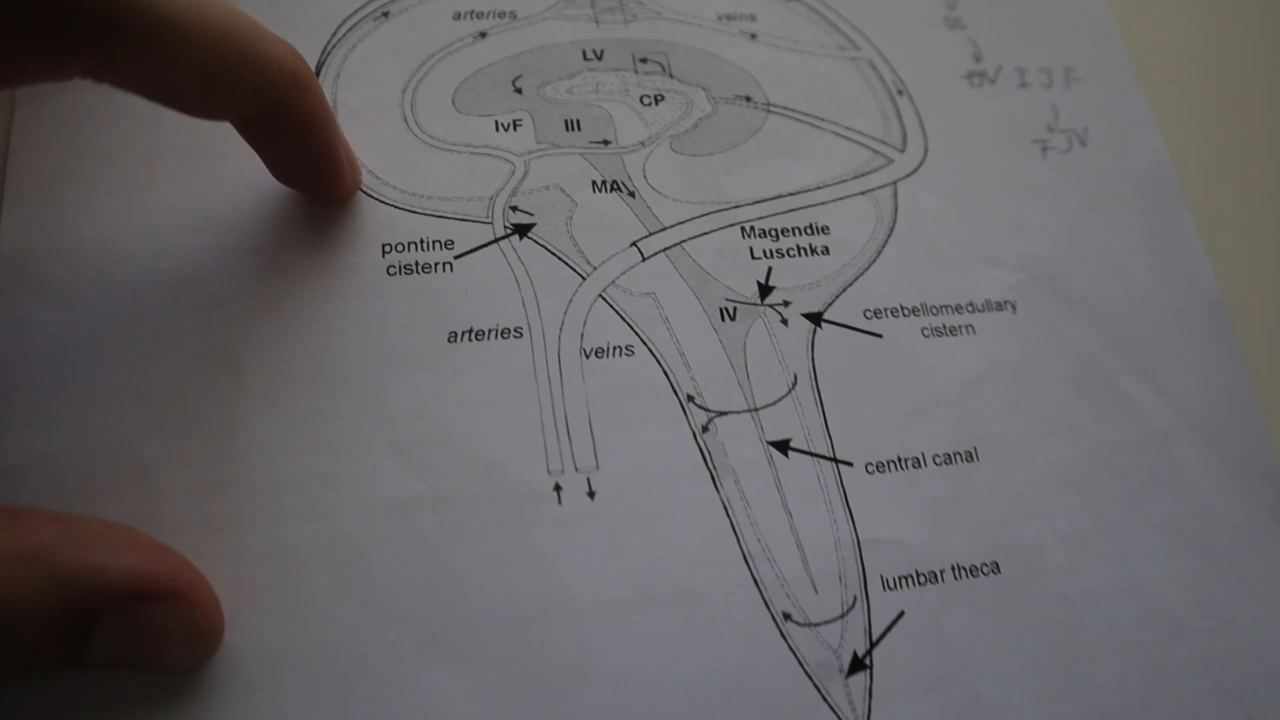 arteries
veins
LV
CP
IvF
III
MA
pontine
cistern
Magendie
Luschka
IV
cerebellomedullary
cistern
arteries
veins
central canal
lumbar theca